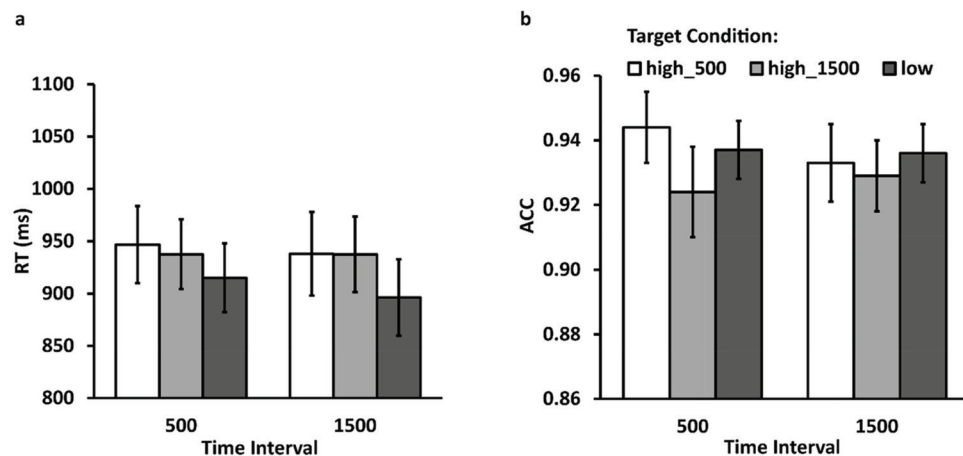 a
1100
1050
1000
950
900
850
800
RT (ms)
500 1500
Time Interval
b
Target Condition:
high_500 high_1500 low
0.96
0.94
0.92
0.90
0.88
0.86
ACC
500 1500
Time Interval